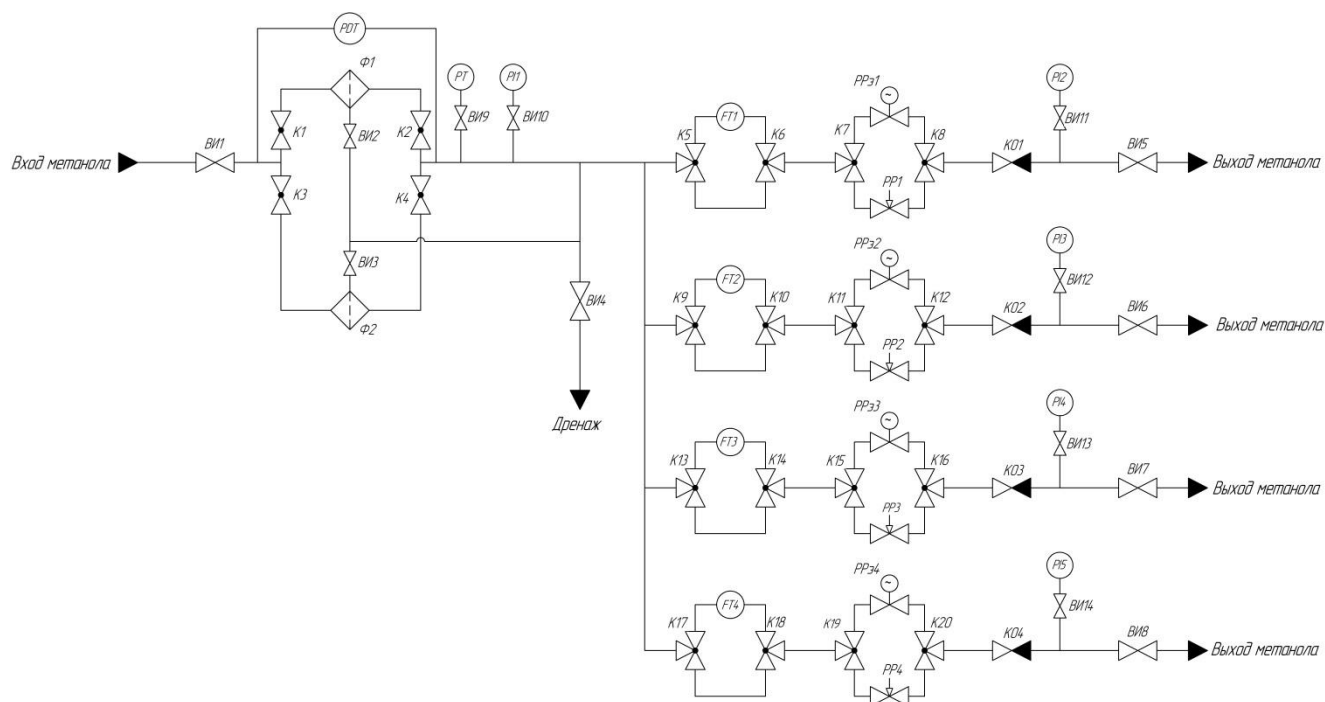 PDT
Ф1
PT
PI1
РРэ1
PI2
ВИ1
К1
ВИ2
К2
ВИ9
ВИ10
К5
FT1
К6
К7
К8
КО1
ВИ11
ВИ5
Вход метанола
Выход метанола
К3
К4
РР1
ВИ3
Ф2
ВИ4
Дренаж
РРэ2
PI3
К9
FT2
К10
К11
К12
КО2
ВИ12
ВИ6
Выход метанола
РР2
РРэ3
PI4
К13
FT3
К14
К15
К16
КО3
ВИ13
ВИ7
Выход метанола
РР3
РРэ4
PI5
К17
FT4
К18
К19
К20
КО4
ВИ14
ВИ8
Выход метанола
РР4